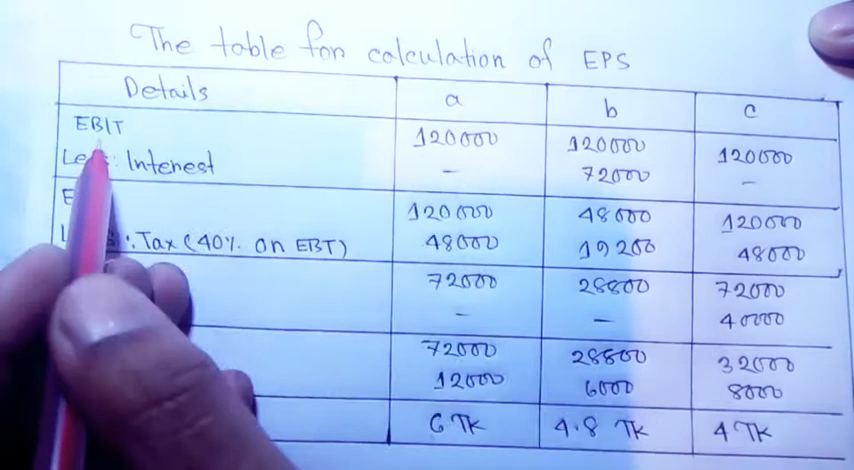 The table for calculation of EPS
Details a b c
EBIT 120000 120000 120000
Interest - 72000 -
120000 48000 120000
Tax (40% on EBT) 48000 19200 48000
72000 28800 72000
- - 40000
72000 28800 32000
12000 6000 8000
6 TK 4.8 TK 4 TK